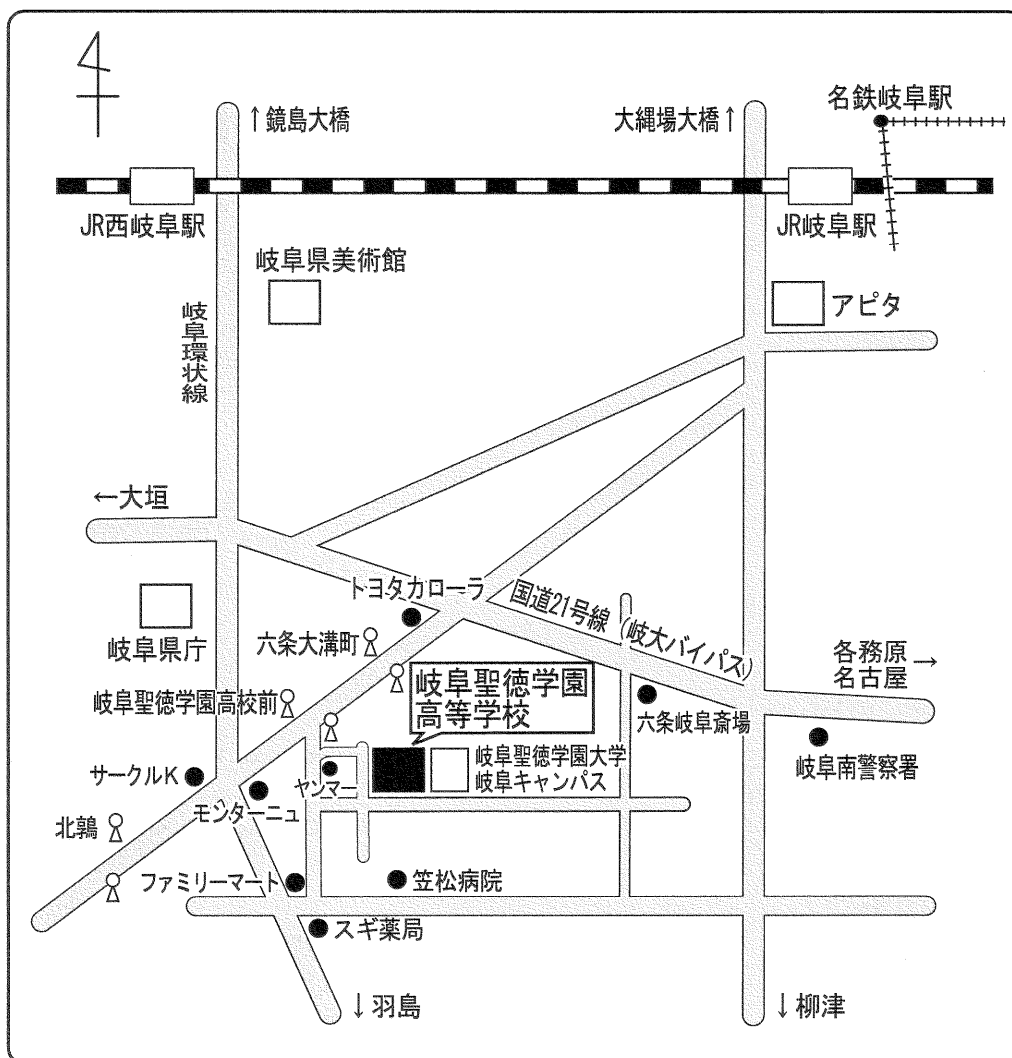 名鉄岐阜駅
↑鏡島大橋
大縄場大橋↑
JR西岐阜駅
JR岐阜駅
岐阜県美術館
岐阜環状線
アピタ
←大垣
トヨタカローラ
国道21号線(岐大バイパス)
岐阜県庁
六条大溝町
各務原→
名古屋
岐阜聖徳学園
高等学校
岐阜聖徳学園高校前
六条岐阜斎場
岐阜南警察署
岐阜聖徳学園大学
岐阜キャンパス
サークルK
ヤンマー
モンターニュ
北鶉
ファミリーマート
笠松病院
スギ薬局
↓羽島
↓柳津